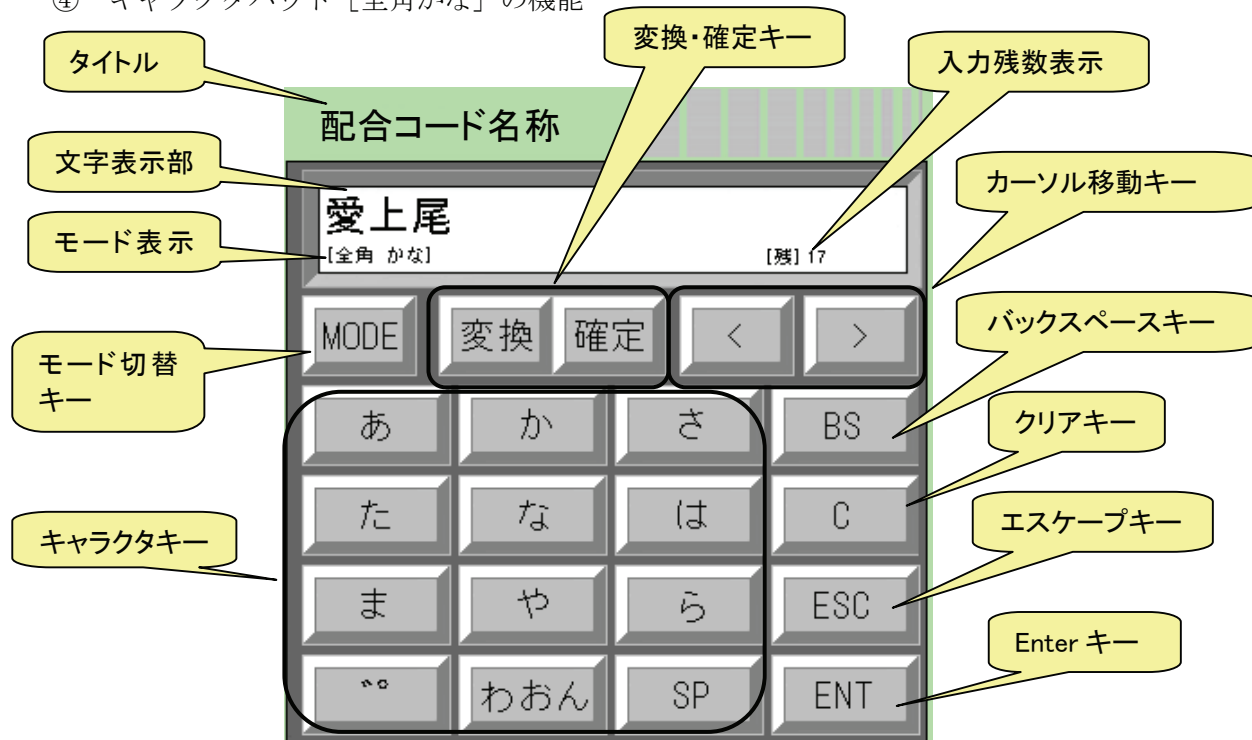 ④ キャラクタパッド［全角かな］の機能
変換・確定キー
タイトル
入力残数表示
配合コード名称
文字表示部
カーソル移動キー
愛上尾
モード表示
[全角 かな]
[残] 17
MODE
変換
確定
<
>
バックスペースキー
モード切替
キー
あ
か
さ
BS
クリアキー
た
な
は
C
エスケープキー
キャラクタキー
ま
や
ら
ESC
Enter キー
゛゜
わおん
SP
ENT